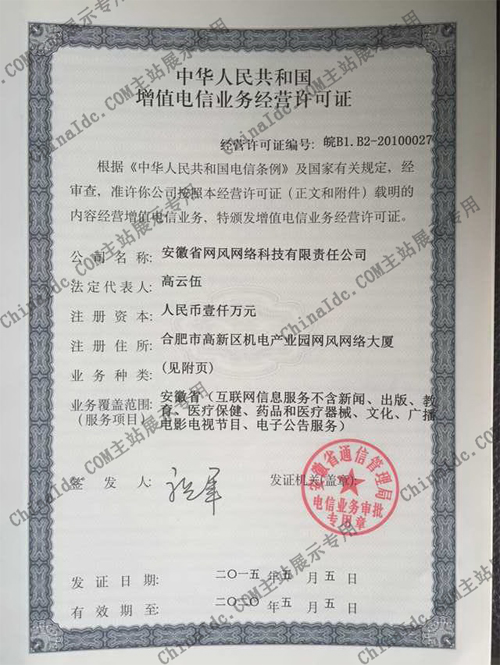 中华人民共和国
增值电信业务经营许可证
经营许可证编号: 皖B1.B2-20100027
根据《中华人民共和国电信条例》及国家有关规定，经
审查，准许你公司按照本经营许可证（正文和附件）载明的
内容经营增值电信业务，特颁发增值电信业务经营许可证。
公司名称: 安徽省网风网络科技有限责任公司
法定代表人: 高云伍
注册资本: 人民币壹仟万元
注册住所: 合肥市高新区机电产业园网风网络大厦
业务种类: (见附页)
业务覆盖范围: 安徽省（互联网信息服务不含新闻、出版、教
(服务项目) 育、医疗保健、药品和医疗器械、文化、广播
电影电视节目、电子公告服务）
签发人:
发证机关(盖章):
安徽省通信管理局
电信业务审批
专用章
发证日期: 二〇一五年五月五日
有效期至: 二〇二〇年五月五日
ChinaIdc.COM主站展示专用